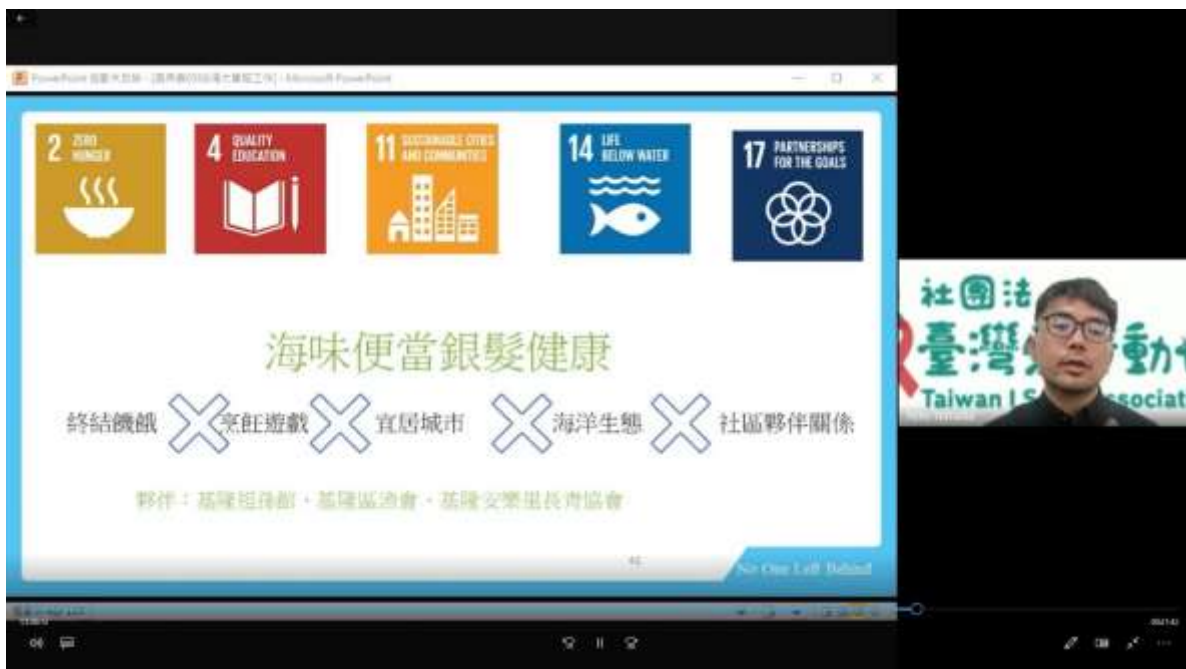 2 ZERO HUNGER
4 QUALITY EDUCATION
11 SUSTAINABLE CITIES AND COMMUNITIES
14 LIFE BELOW WATER
17 PARTNERSHIPS FOR THE GOALS
海味便當銀髮健康
終結饑餓 烹飪遊戲 宜居城市 海洋生態 社區夥伴關係
夥伴：基隆祖孫館、基隆區漁會、基隆安樂里長青協會
42
No One Left Behind
社團法
臺灣 動
Taiwan I S ssociat